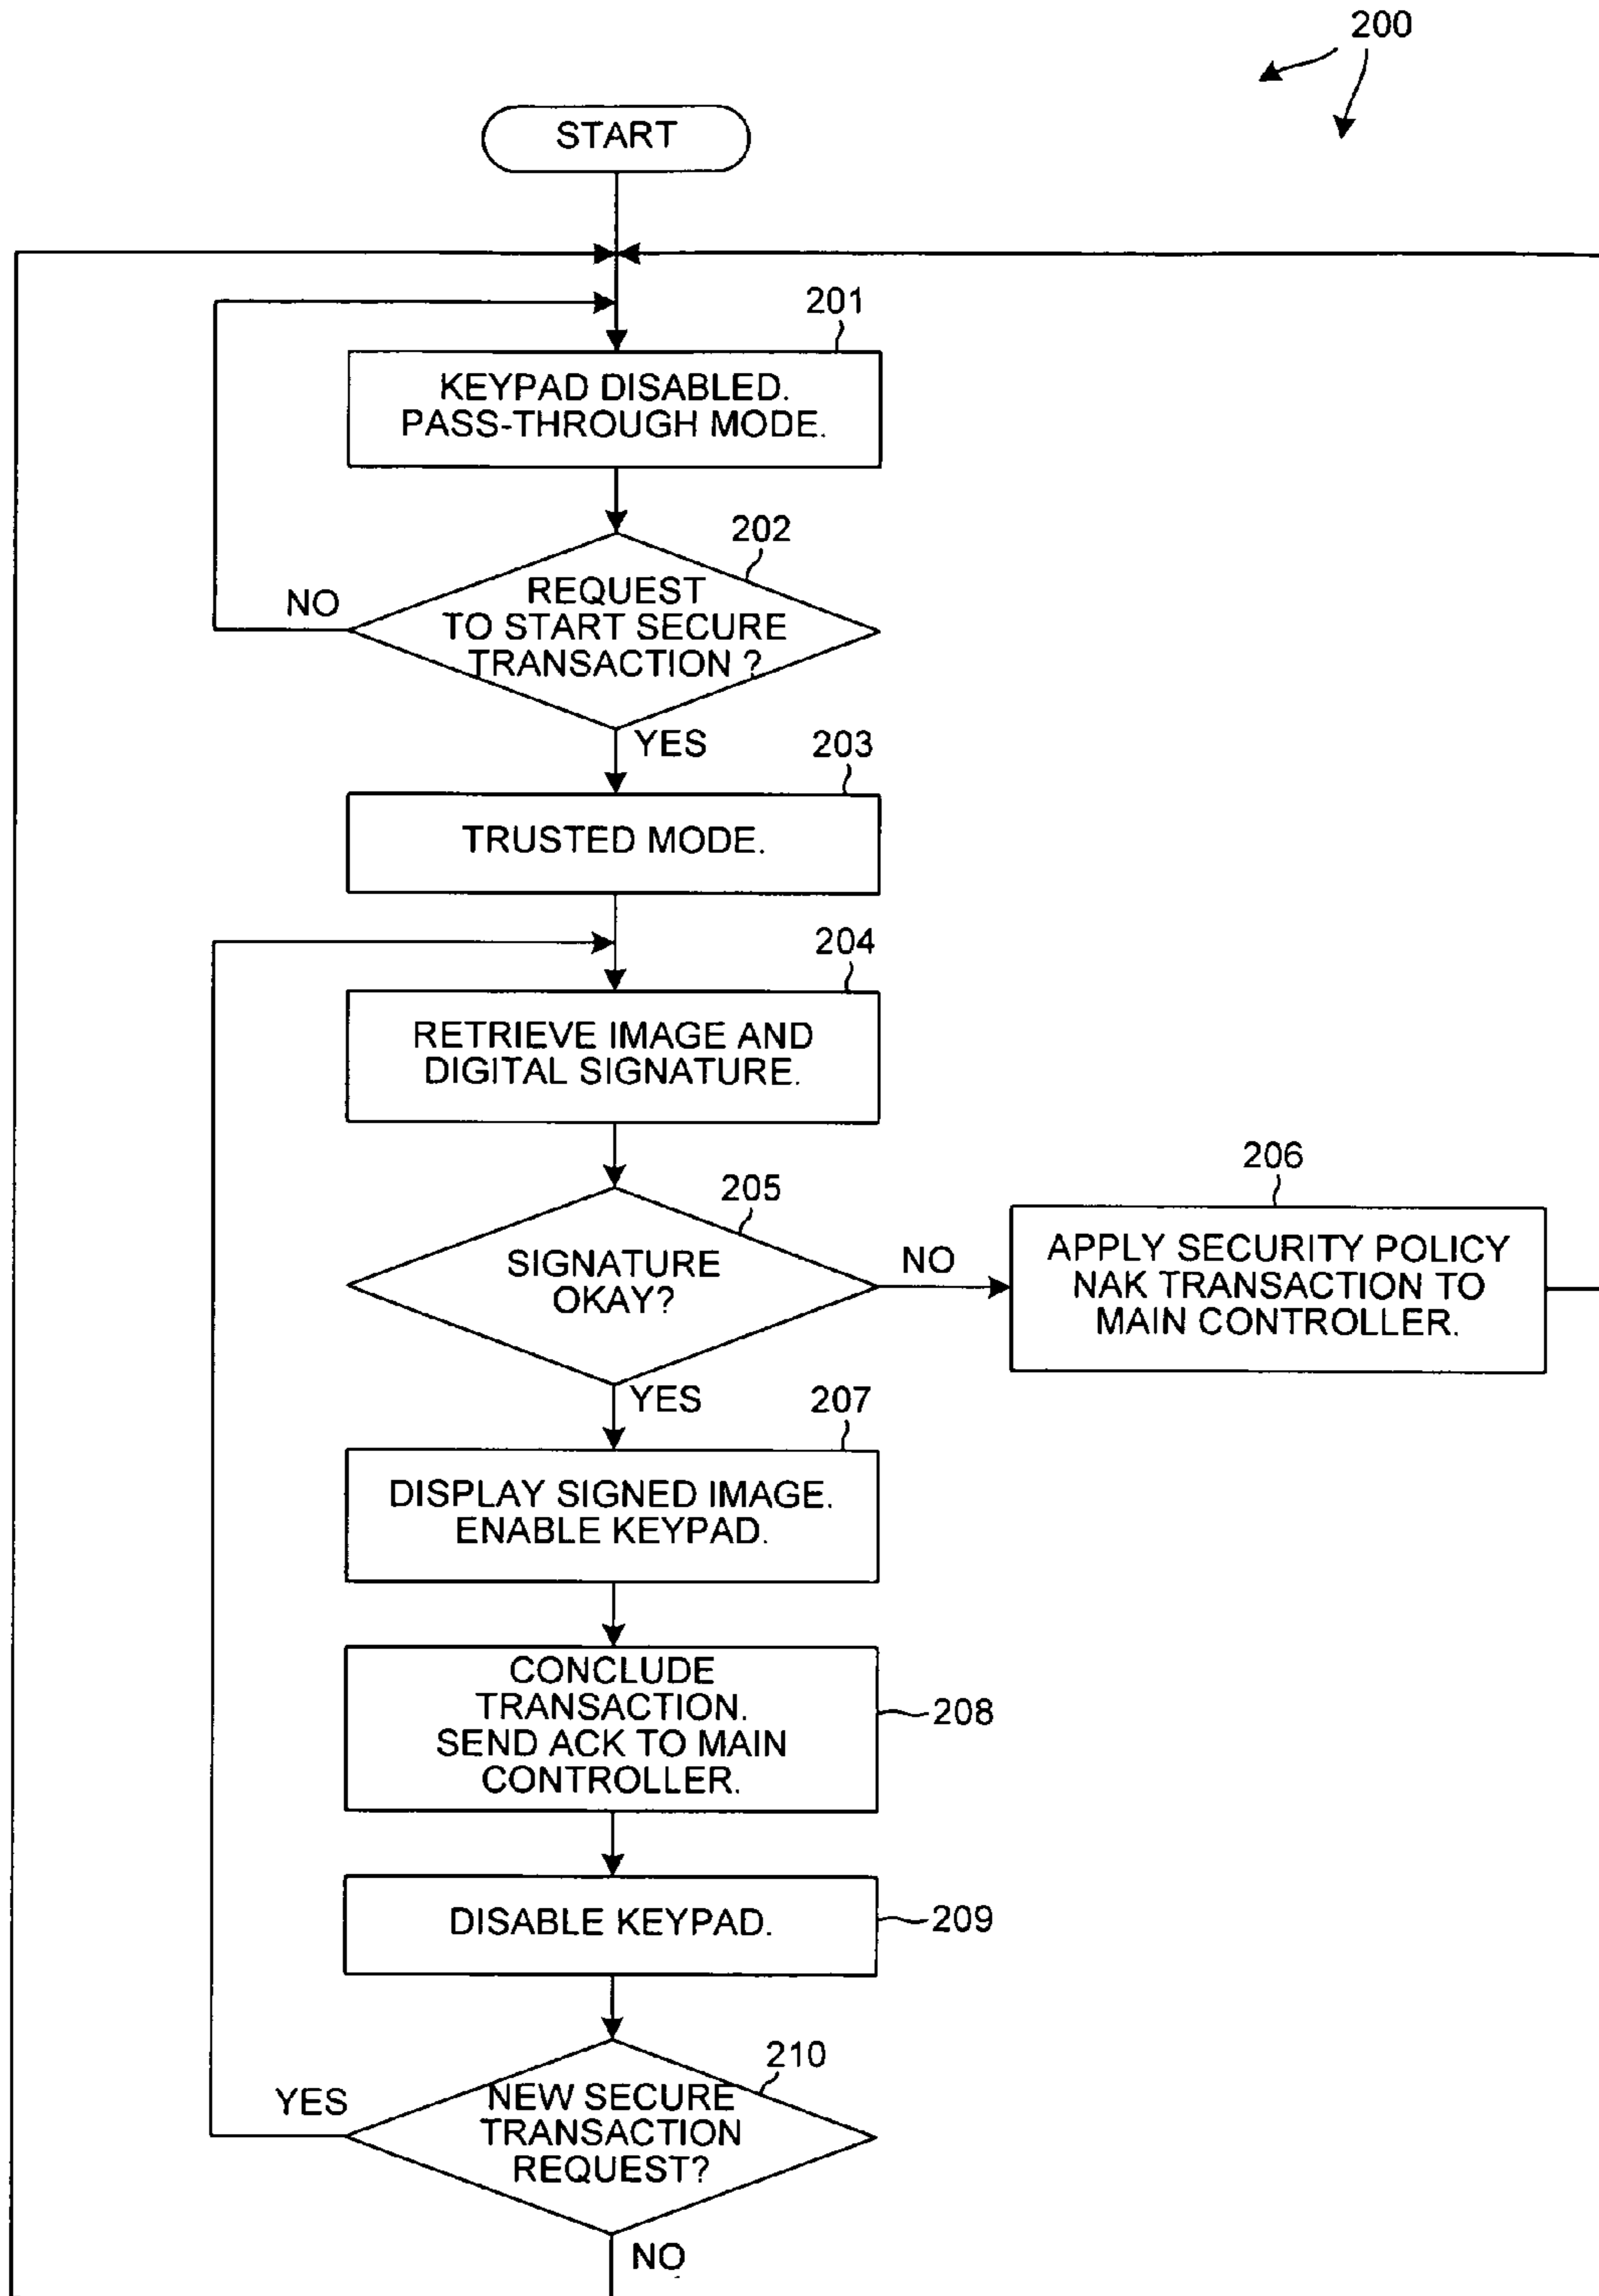 200
START
201
KEYPAD DISABLED.
PASS-THROUGH MODE.
202
REQUEST
TO START SECURE
TRANSACTION ?
NO
YES
203
TRUSTED MODE.
204
RETRIEVE IMAGE AND
DIGITAL SIGNATURE.
205
SIGNATURE
OKAY?
NO
206
APPLY SECURITY POLICY
NAK TRANSACTION TO
MAIN CONTROLLER.
YES
207
DISPLAY SIGNED IMAGE.
ENABLE KEYPAD.
CONCLUDE
TRANSACTION.
SEND ACK TO MAIN
CONTROLLER.
208
DISABLE KEYPAD.
209
210
NEW SECURE
TRANSACTION
REQUEST?
YES
NO